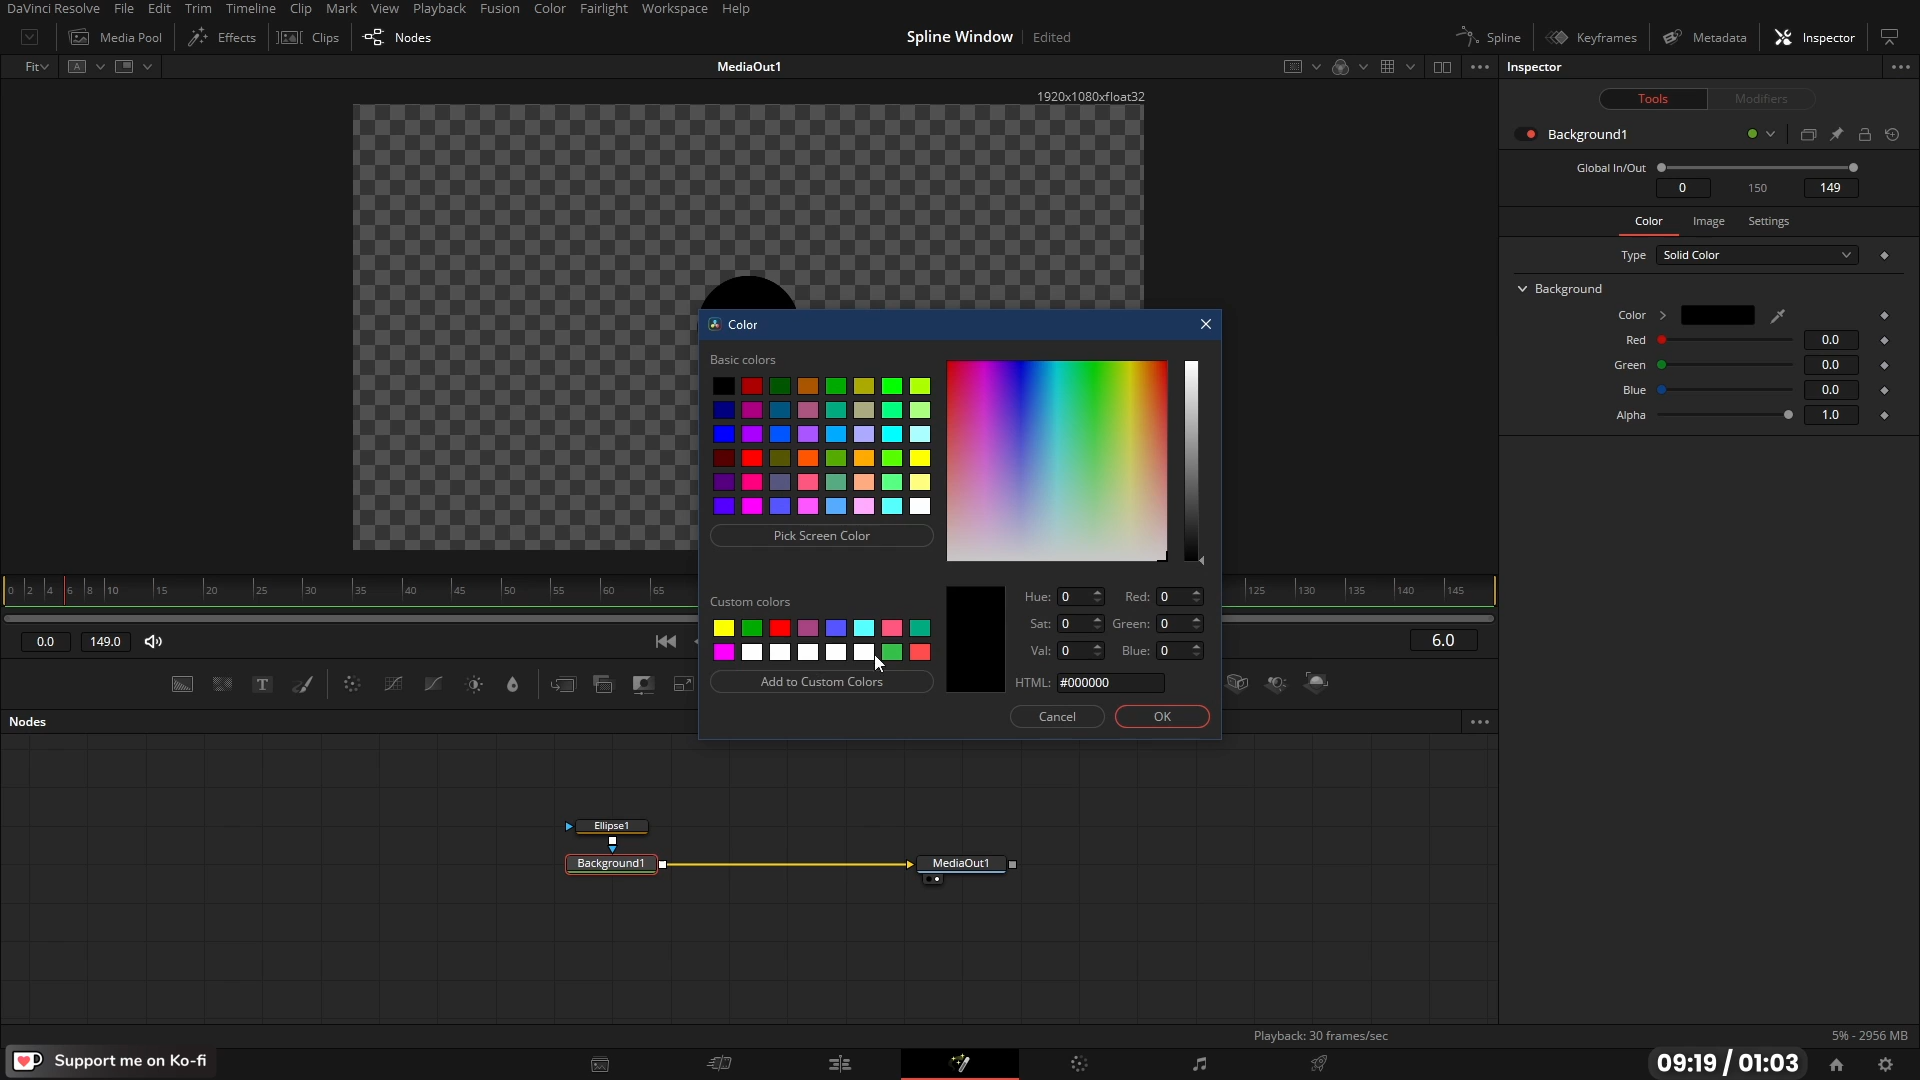 DaVinci Resolve File Edit Trim Timeline Clip Mark View Playback Fusion Color Fairlight Workspace Help
Media Pool Effects Clips Nodes Spline Window Edited Spline Keyframes Metadata Inspector
Fit A MediaOut1 Inspector
1920x1080xfloat32
Tools Modifiers
Background1
Global In/Out
0 150 149
Color Image Settings
Type Solid Color
Background
Color
Red 0.0
Green 0.0
Blue 0.0
Alpha 1.0
Color
Basic colors
Pick Screen Color
Custom colors
Add to Custom Colors
Hue: 0 Red: 0
Sat: 0 Green: 0
Val: 0 Blue: 0
HTML: #000000
Cancel OK
0 2 4 6 8 10 15 20 25 30 35 40 45 50 55 60 65 125 130 135 140 145
0.0 149.0 6.0
T
Nodes
Ellipse1
Background1 MediaOut1
Playback: 30 frames/sec 5% - 2956 MB
Support me on Ko-fi 09:19 / 01:03